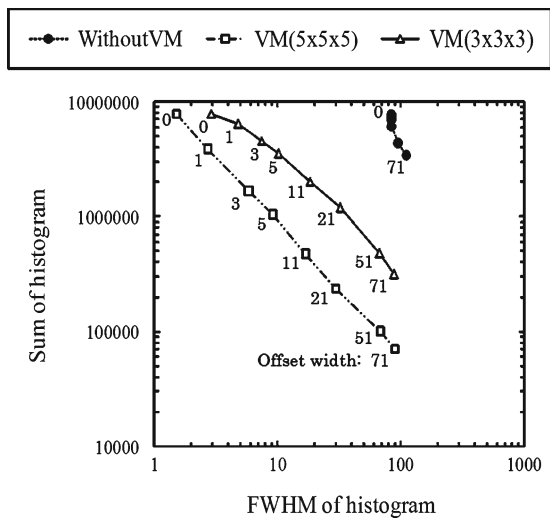 WithoutVM VM(5x5x5) VM(3x3x3)
Sum of histogram
10000000
1000000
100000
10000
0 0 0
1 1
3 3
5 5
71
11 11
21 21
51 51
71
Offset width: 71
1 10 100 1000
FWHM of histogram